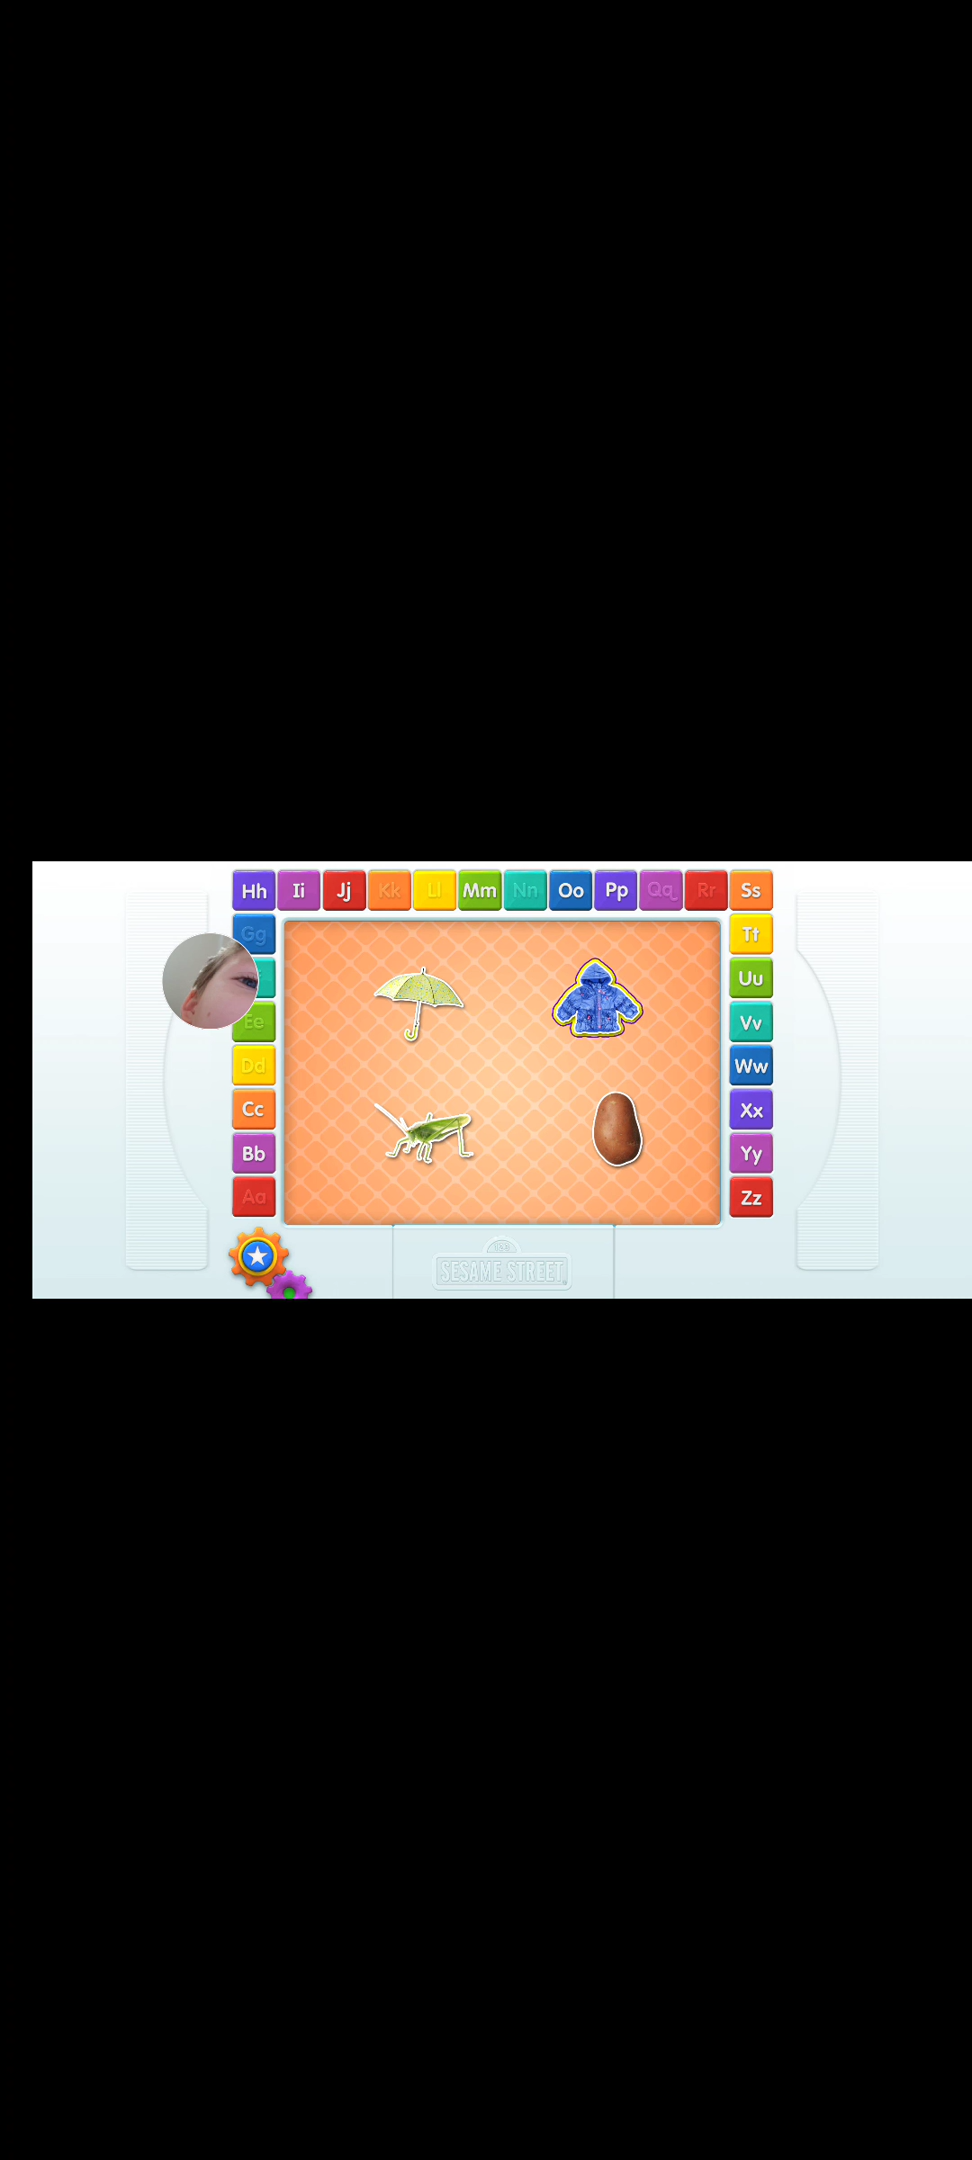 Hh Ii Jj Kk Ll Mm Nn Oo Pp Qq Rr Ss
Gg Tt
Uu
Ee Vv
Dd Ww
Cc Xx
Bb Yy
Aa Zz
SESAME STREET